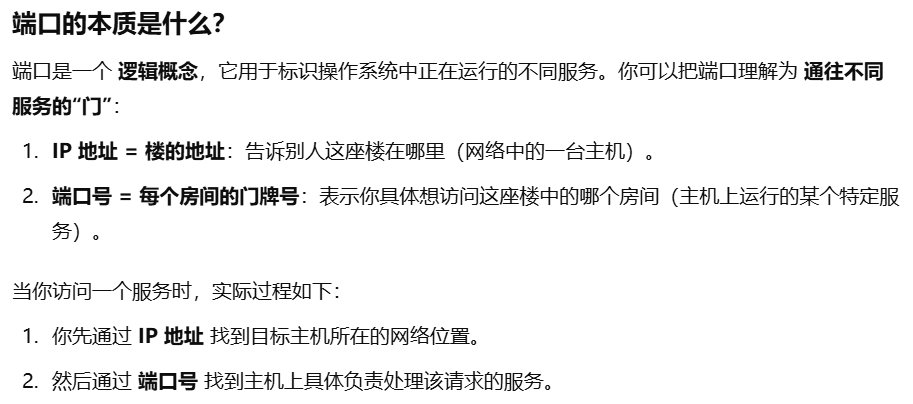 端口的本质是什么?
端口是一个 逻辑概念，它用于标识操作系统中正在运行的不同服务。你可以把端口理解为 通往不同
服务的“门”：
1. IP 地址 = 楼的地址：告诉别人这座楼在哪里（网络中的一台主机）。
2. 端口号 = 每个房间的门牌号：表示你具体想访问这座楼中的哪个房间（主机上运行的某个特定服
务）。
当你访问一个服务时，实际过程如下：
1. 你先通过 IP 地址 找到目标主机所在的网络位置。
2. 然后通过 端口号 找到主机上具体负责处理该请求的服务。